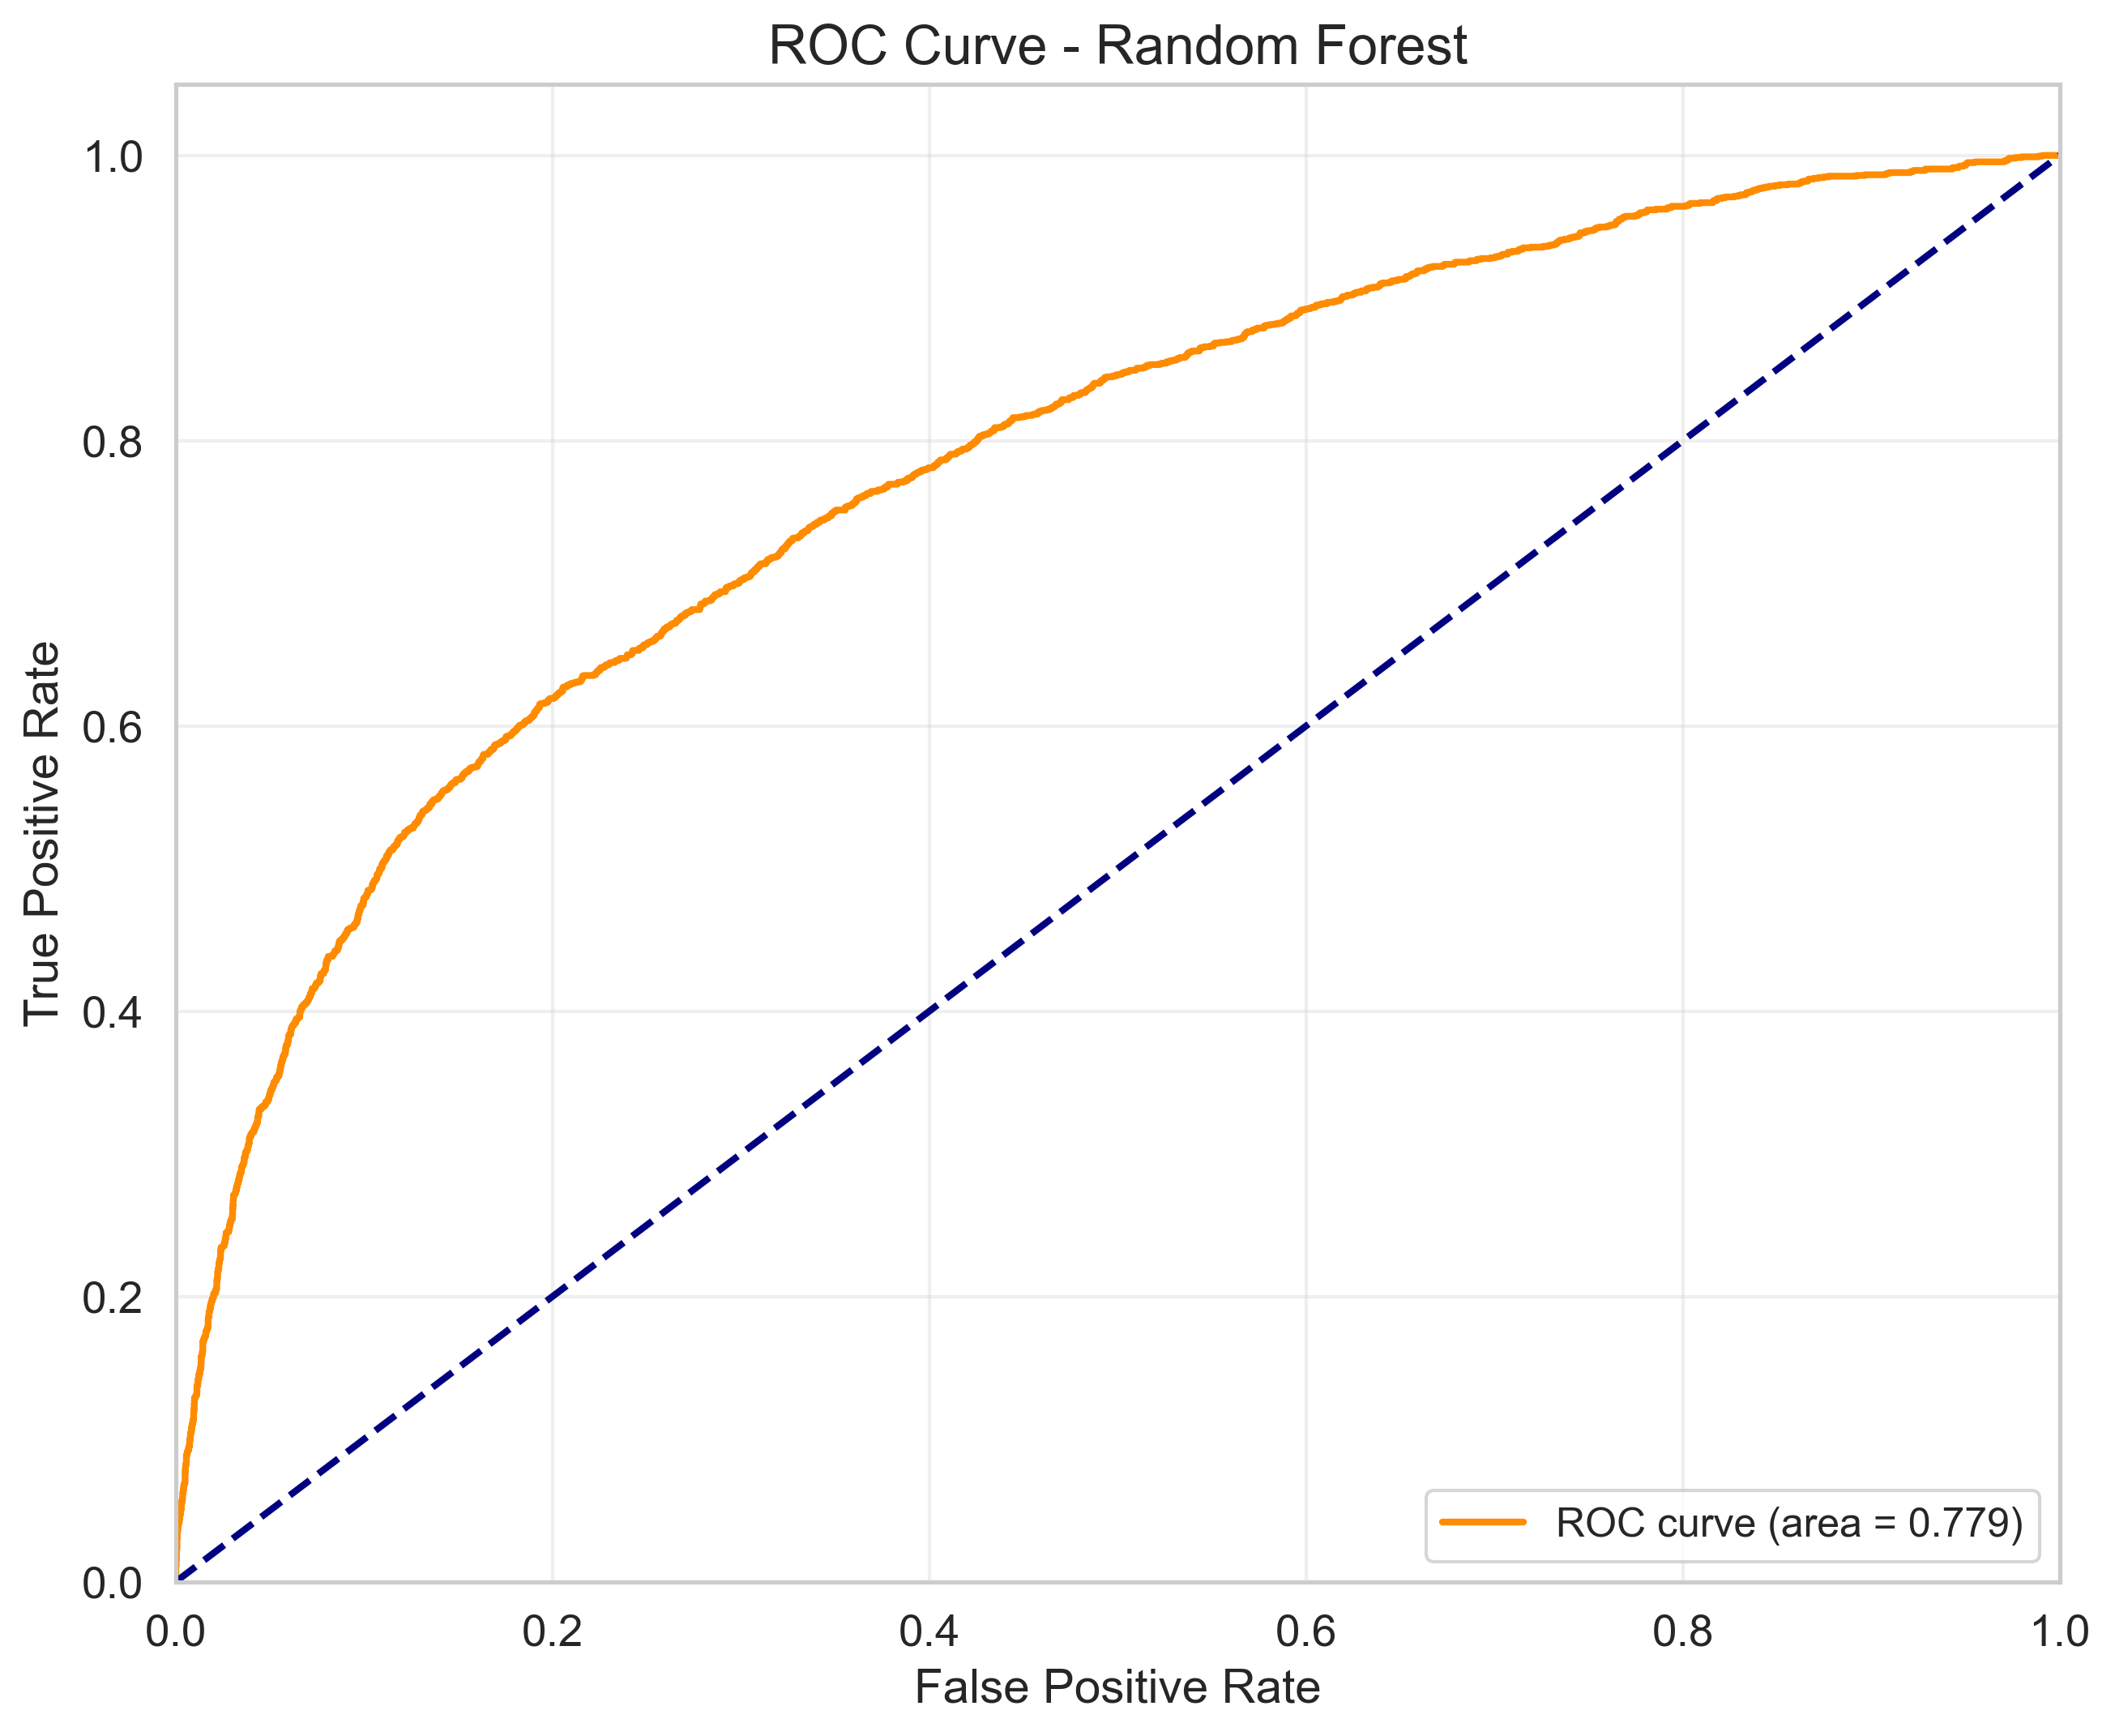 ROC Curve - Random Forest
True Positive Rate
1.0
0.8
0.6
0.4
0.2
0.0
ROC curve (area = 0.779)
0.0 0.2 0.4 0.6 0.8 1.0
False Positive Rate